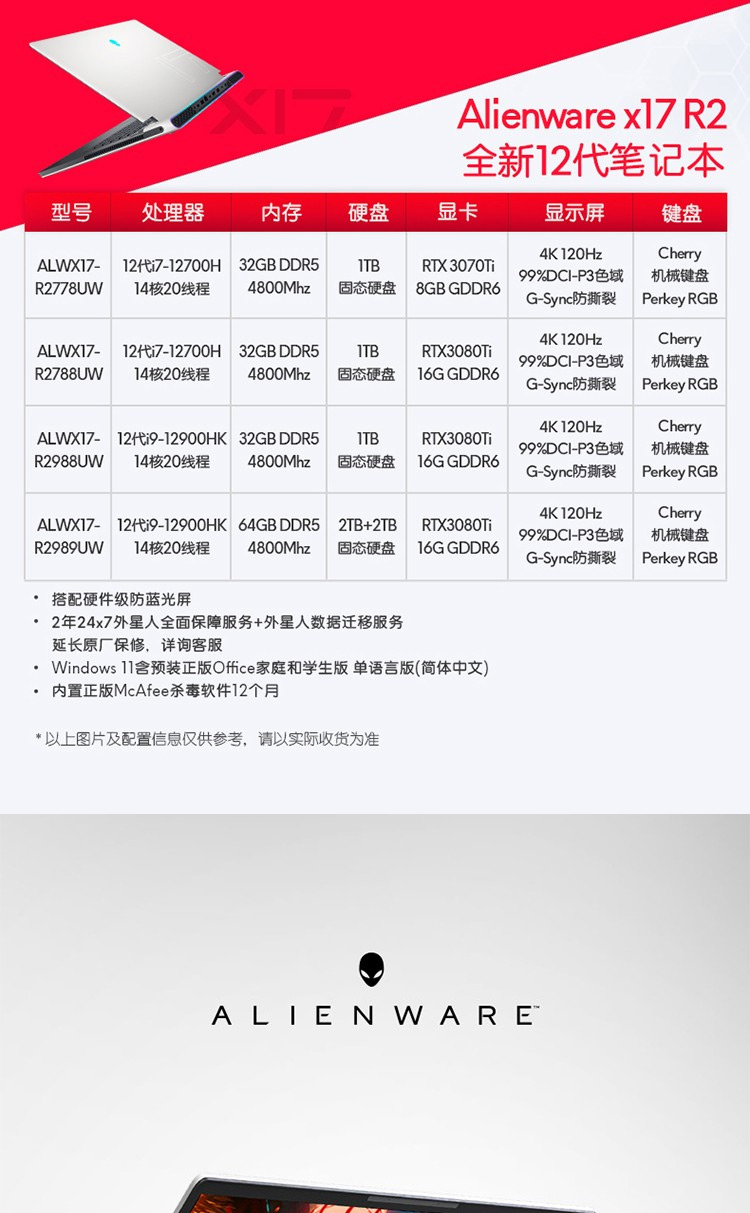 X17
Alienware x17 R2
全新12代笔记本
型号 处理器 内存 硬盘 显卡 显示屏 键盘
ALWX17-R2778UW 12代i7-12700H 14核20线程 32GB DDR5 4800Mhz 1TB 固态硬盘 RTX 3070Ti 8GB GDDR6 4K 120Hz 99%DCI-P3色域 G-Sync防撕裂 Cherry 机械键盘 Perkey RGB
ALWX17-R2788UW 12代i7-12700H 14核20线程 32GB DDR5 4800Mhz 1TB 固态硬盘 RTX3080Ti 16G GDDR6 4K 120Hz 99%DCI-P3色域 G-Sync防撕裂 Cherry 机械键盘 Perkey RGB
ALWX17-R2988UW 12代i9-12900HK 14核20线程 32GB DDR5 4800Mhz 1TB 固态硬盘 RTX3080Ti 16G GDDR6 4K 120Hz 99%DCI-P3色域 G-Sync防撕裂 Cherry 机械键盘 Perkey RGB
ALWX17-R2989UW 12代i9-12900HK 14核20线程 64GB DDR5 4800Mhz 2TB+2TB 固态硬盘 RTX3080Ti 16G GDDR6 4K 120Hz 99%DCI-P3色域 G-Sync防撕裂 Cherry 机械键盘 Perkey RGB
• 搭配硬件级防蓝光屏
• 2年24x7外星人全面保障服务+外星人数据迁移服务
延长原厂保修，详询客服
• Windows 11含预装正版Office家庭和学生版 单语言版(简体中文)
• 内置正版McAfee杀毒软件12个月
* 以上图片及配置信息仅供参考，请以实际收货为准
ALIENWARE™